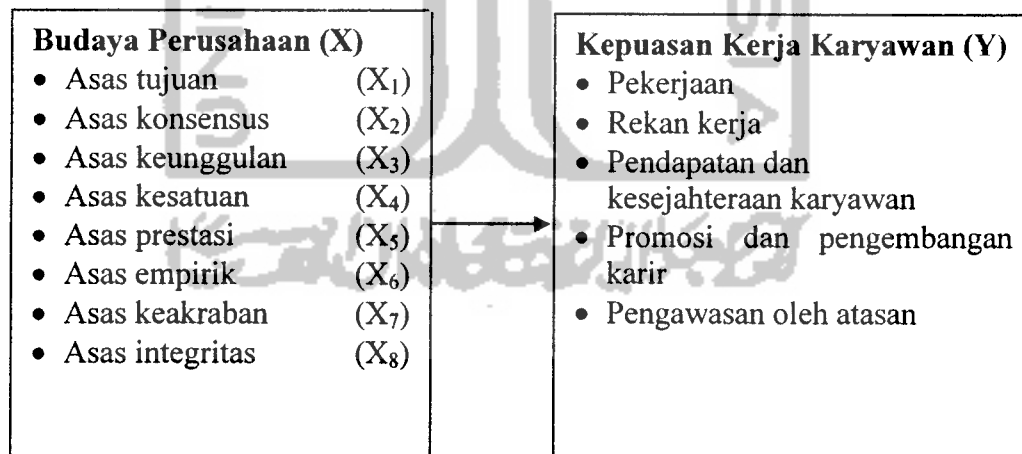 Budaya Perusahaan (X)
• Asas tujuan (X₁)
• Asas konsensus (X₂)
• Asas keunggulan (X₃)
• Asas kesatuan (X₄)
• Asas prestasi (X₅)
• Asas empirik (X₆)
• Asas keakraban (X₇)
• Asas integritas (X₈)
Kepuasan Kerja Karyawan (Y)
• Pekerjaan
• Rekan kerja
• Pendapatan dan
kesejahteraan karyawan
• Promosi dan pengembangan
karir
• Pengawasan oleh atasan